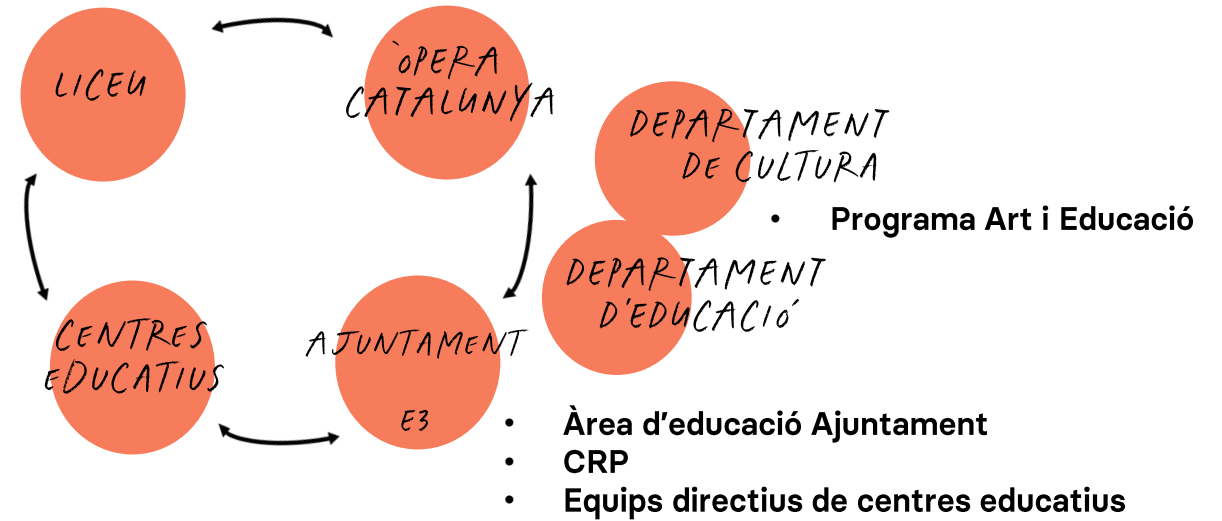 LICEU
ÒPERA
CATALUNYA
DEPARTAMENT
DE CULTURA
• Programa Art i Educació
DEPARTAMENT
D'EDUCACIÓ
CENTRES
EDUCATIUS
AJUNTAMENT
E3
• Àrea d’educació Ajuntament
• CRP
• Equips directius de centres educatius